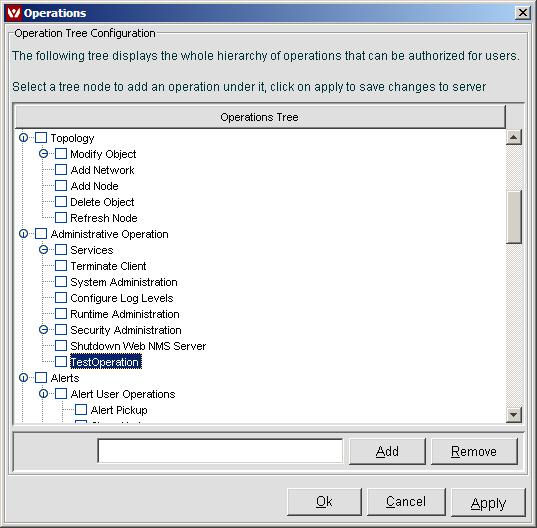 Operations
Operation Tree Configuration
The following tree displays the whole hierarchy of operations that can be authorized for users.
Select a tree node to add an operation under it, click on apply to save changes to server
Operations Tree
Topology
Modify Object
Add Network
Add Node
Delete Object
Refresh Node
Administrative Operation
Services
Terminate Client
System Administration
Configure Log Levels
Runtime Administration
Security Administration
Shutdown Web NMS Server
TestOperation
Alerts
Alert User Operations
Alert Pickup
Add Remove
Ok Cancel Apply